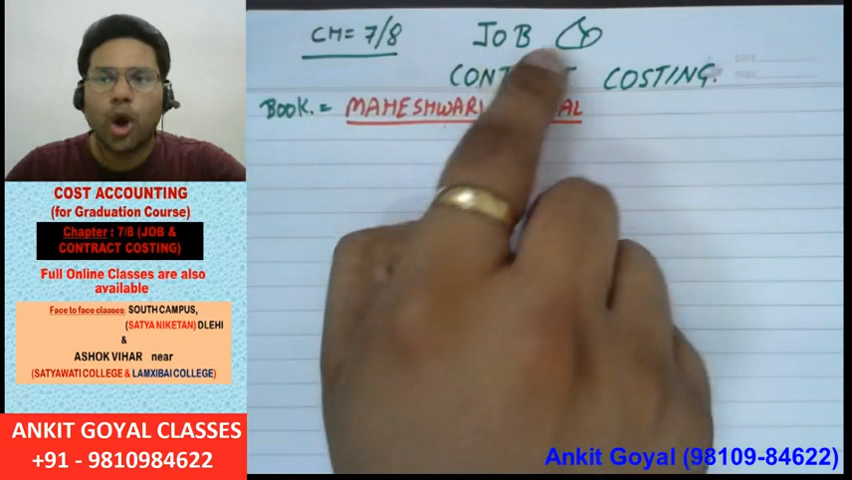 CH= 7/8
JOB &
COSTING.
BOOK. =
COST ACCOUNTING
(for Graduation Course)
Chapter : 7/8 (JOB &
CONTRACT COSTING)
Full Online Classes are also
available
Face to face classes: SOUTH CAMPUS,
(SATYA NIKETAN) DLEHI
&
ASHOK VIHAR near
(SATYAWATI COLLEGE & LAMXIBAI COLLEGE)
ANKIT GOYAL CLASSES
+91 - 9810984622
Ankit Goyal (98109-84622)